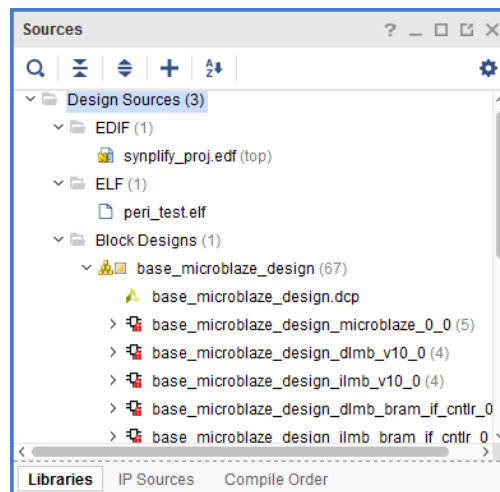 Sources
Design Sources (3)
EDIF (1)
synplify_proj.edf (top)
ELF (1)
peri_test.elf
Block Designs (1)
base_microblaze_design (67)
base_microblaze_design.dcp
base_microblaze_design_microblaze_0_0 (5)
base_microblaze_design_dlmb_v10_0 (4)
base_microblaze_design_ilmb_v10_0 (4)
base_microblaze_design_dlmb_bram_if_cntlr_0
base_microblaze_design_ilmb_bram_if_cntlr_0
Libraries IP Sources Compile Order